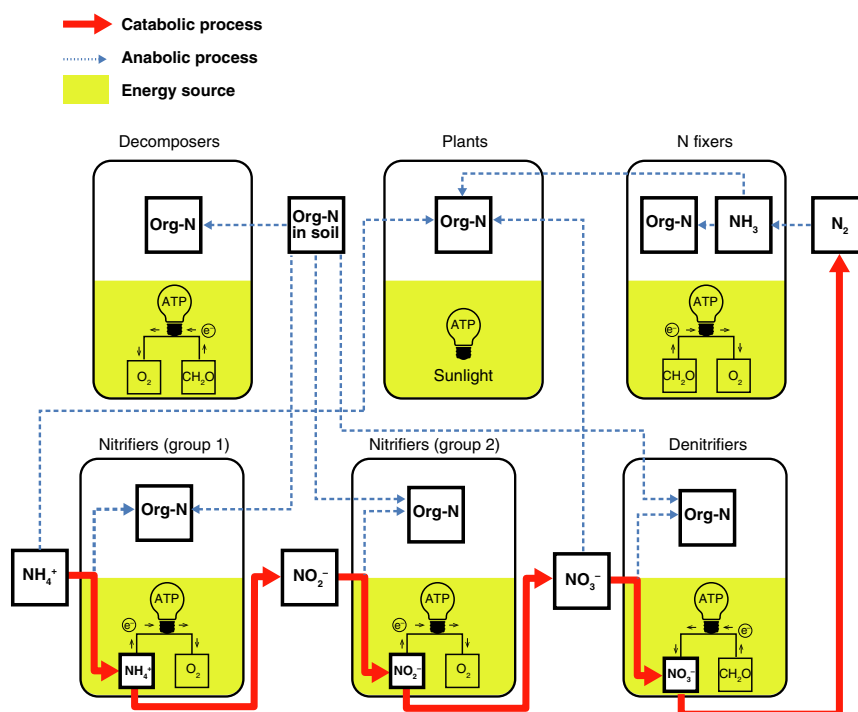 Catabolic process
Anabolic process
Energy source
Decomposers
Plants
N fixers
Org-N
Org-N
in soil
Org-N
Org-N
NH₃
N₂
ATP
e⁻
O₂
CH₂O
ATP
Sunlight
ATP
e⁻
CH₂O
O₂
Nitrifiers (group 1)
Nitrifiers (group 2)
Denitrifiers
Org-N
Org-N
Org-N
NH₄⁺
NO₂⁻
NO₃⁻
ATP
e⁻
NH₄⁺
O₂
ATP
e⁻
NO₂⁻
O₂
ATP
e⁻
NO₃⁻
CH₂O